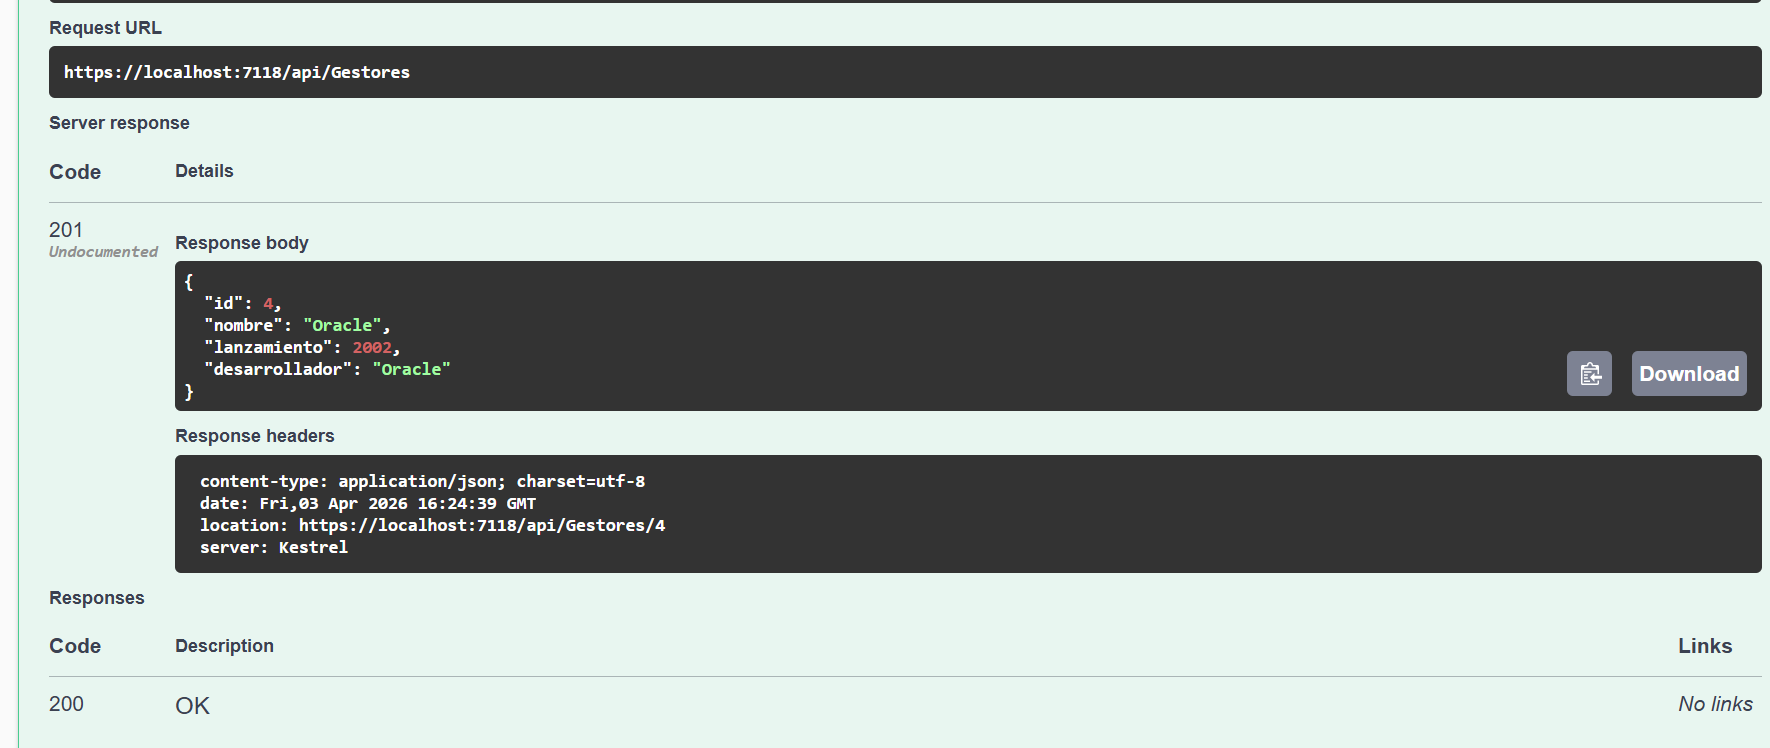 Request URL
https://localhost:7118/api/Gestores
Server response
Code Details
201
Undocumented
Response body
{
  "id": 4,
  "nombre": "Oracle",
  "lanzamiento": 2002,
  "desarrollador": "Oracle"
}
Download
Response headers
content-type: application/json; charset=utf-8
date: Fri,03 Apr 2026 16:24:39 GMT
location: https://localhost:7118/api/Gestores/4
server: Kestrel
Responses
Code Description Links
200 OK No links